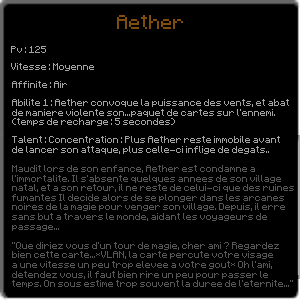 Aether
Pv : 125
Vitesse : Moyenne
Affinite : Air
Abilite 1 : Aether convoque la puissance des vents, et abat
de maniere violente son...paquet de cartes sur l'ennemi.
(temps de recharge : 5 secondes)
Talent : Concentration : Plus Aether reste immobile avant
de lancer son attaque, plus celle-ci inflige de degats..
Maudit lors de son enfance, Aether est condamne a
l'immortalite. Il s'absente quelques annees de son village
natal, et a son retour, il ne reste de celui-ci que des ruines
fumantes Il decide alors de se plonger dans les arcanes
noires de la magie pour venger son village. Depuis, il erre
sans but a travers le monde, aidant les voyageurs de
passage...
"Que diriez vous d'un tour de magie, cher ami ? Regardez
bien cette carte...*VLAN, la carte percute votre visage
a une vitesse un peu trop elevee a votre gout* Oh l'ami,
detendez vous, il faut bien rire un peu pour passer le
temps. On sous estime trop souvent la duree de l'eternite..."